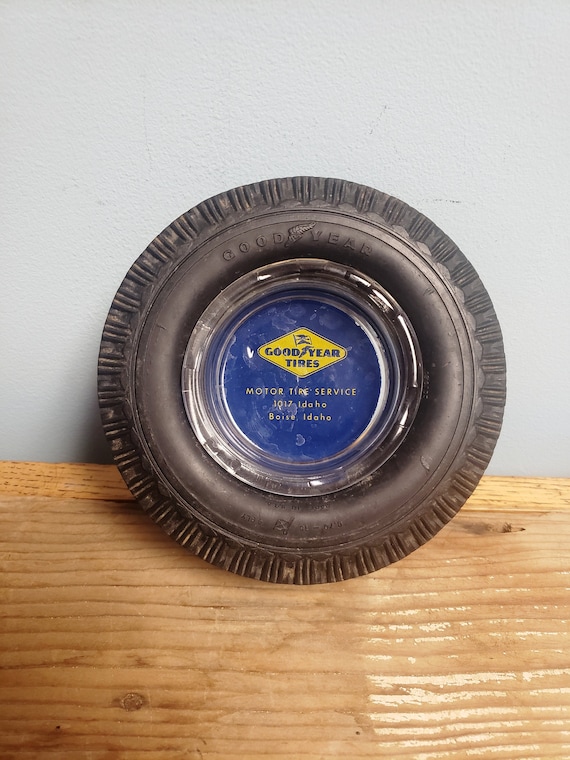 GOOD YEAR
GOOD YEAR
TIRES
MOTOR TIRE SERVICE
1017 Idaho
Boise, Idaho